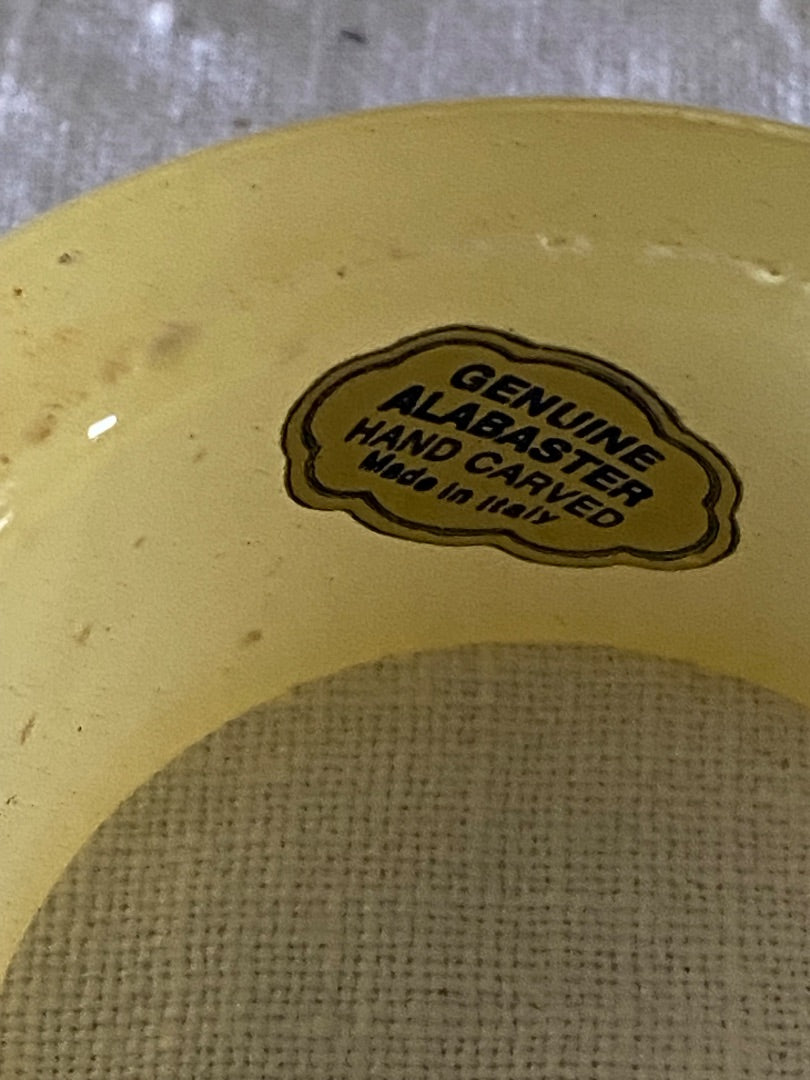 GENUINE
ALABASTER
HAND CARVED
Made in Italy